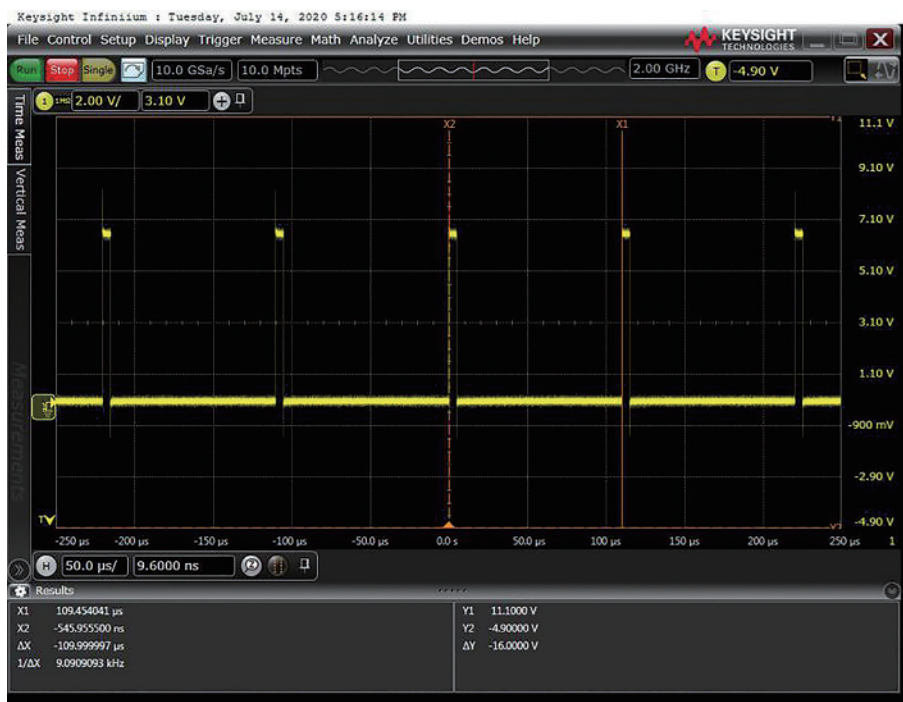 Keysight Infiniium : Tuesday, July 14, 2020 5:16:14 PM
File Control Setup Display Trigger Measure Math Analyze Utilities Demos Help
KEYSIGHT
TECHNOLOGIES
Run Stop Single 10.0 GSa/s 10.0 Mpts 2.00 GHz T -4.90 V
1 1MΩ 2.00 V/ 3.10 V
Time Meas
Vertical Meas
Measurements
X2 X1 Y1
11.1 V
9.10 V
7.10 V
5.10 V
3.10 V
1.10 V
-900 mV
-2.90 V
-4.90 V
T Y2
-250 µs -200 µs -150 µs -100 µs -50.0 µs 0.0 s 50.0 µs 100 µs 150 µs 200 µs 250 µs 1
H 50.0 µs/ 9.6000 ns
Results
X1 109.454041 µs Y1 11.1000 V
X2 -545.955500 ns Y2 -4.90000 V
ΔX -109.999997 µs ΔY -16.0000 V
1/ΔX 9.0909093 kHz